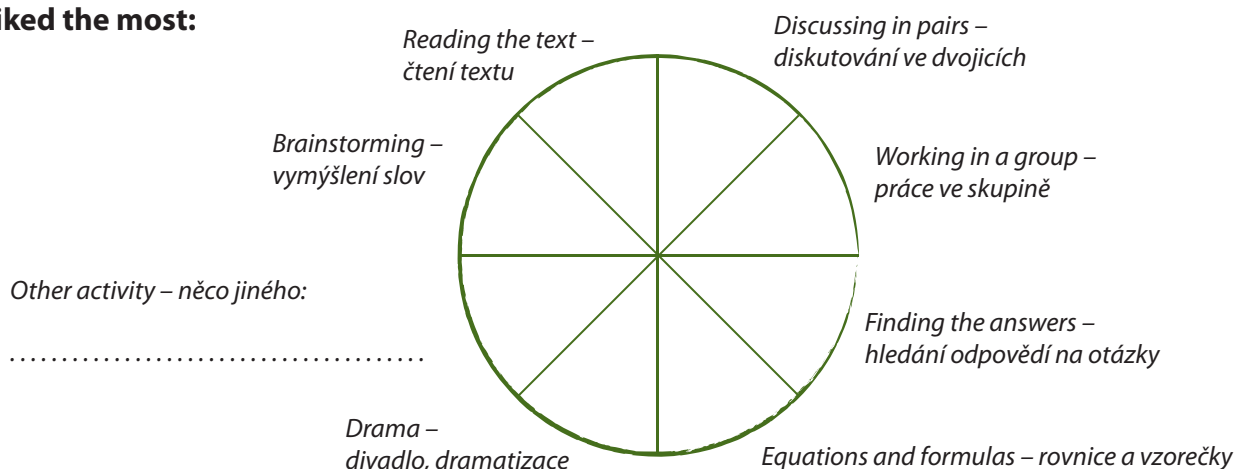 iked the most:
Reading the text –
čtení textu
Discussing in pairs –
diskutování ve dvojicích
Brainstorming –
vymýšlení slov
Working in a group –
práce ve skupině
Other activity – něco jiného:
........................................
Finding the answers –
hledání odpovědí na otázky
Drama –
divadlo, dramatizace
Equations and formulas – rovnice a vzorečky